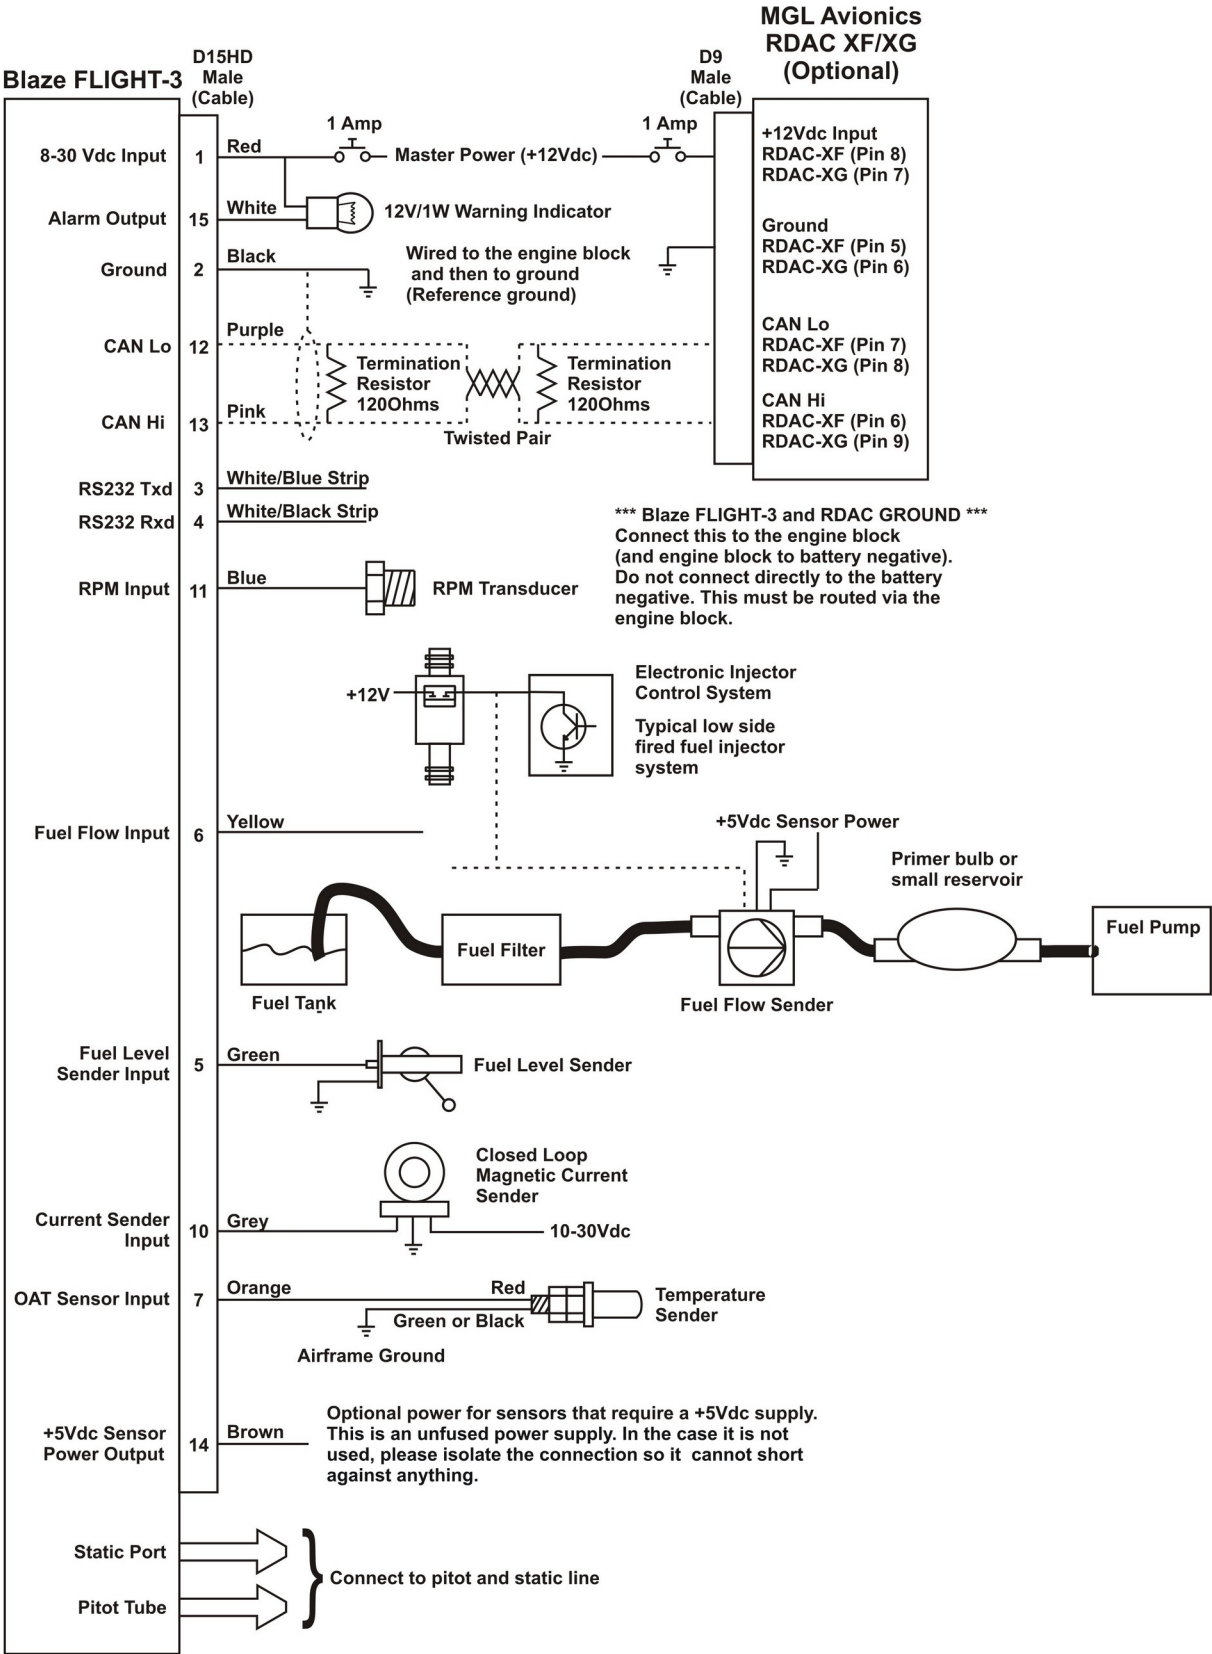 MGL Avionics
RDAC XF/XG
(Optional)
D15HD
Male
(Cable)
D9
Male
(Cable)
Blaze FLIGHT-3
8-30 Vdc Input
1
Red
1 Amp
Master Power (+12Vdc)
1 Amp
+12Vdc Input
RDAC-XF (Pin 8)
RDAC-XG (Pin 7)
Alarm Output
15
White
12V/1W Warning Indicator
Ground
2
Black
Wired to the engine block
and then to ground
(Reference ground)
Ground
RDAC-XF (Pin 5)
RDAC-XG (Pin 6)
CAN Lo
12
Purple
Termination
Resistor
120Ohms
Termination
Resistor
120Ohms
CAN Lo
RDAC-XF (Pin 7)
RDAC-XG (Pin 8)
CAN Hi
13
Pink
Twisted Pair
CAN Hi
RDAC-XF (Pin 6)
RDAC-XG (Pin 9)
RS232 Txd
3
White/Blue Strip
RS232 Rxd
4
White/Black Strip
*** Blaze FLIGHT-3 and RDAC GROUND ***
Connect this to the engine block
(and engine block to battery negative).
Do not connect directly to the battery
negative. This must be routed via the
engine block.
RPM Input
11
Blue
RPM Transducer
+12V
Electronic Injector
Control System
Typical low side
fired fuel injector
system
Fuel Flow Input
6
Yellow
+5Vdc Sensor Power
Primer bulb or
small reservoir
Fuel Tank
Fuel Filter
Fuel Flow Sender
Fuel Pump
Fuel Level
Sender Input
5
Green
Fuel Level Sender
Closed Loop
Magnetic Current
Sender
Current Sender
Input
10
Grey
10-30Vdc
OAT Sensor Input
7
Orange
Red
Green or Black
Temperature
Sender
Airframe Ground
+5Vdc Sensor
Power Output
14
Brown
Optional power for sensors that require a +5Vdc supply.
This is an unfused power supply. In the case it is not
used, please isolate the connection so it cannot short
against anything.
Static Port
Pitot Tube
Connect to pitot and static line